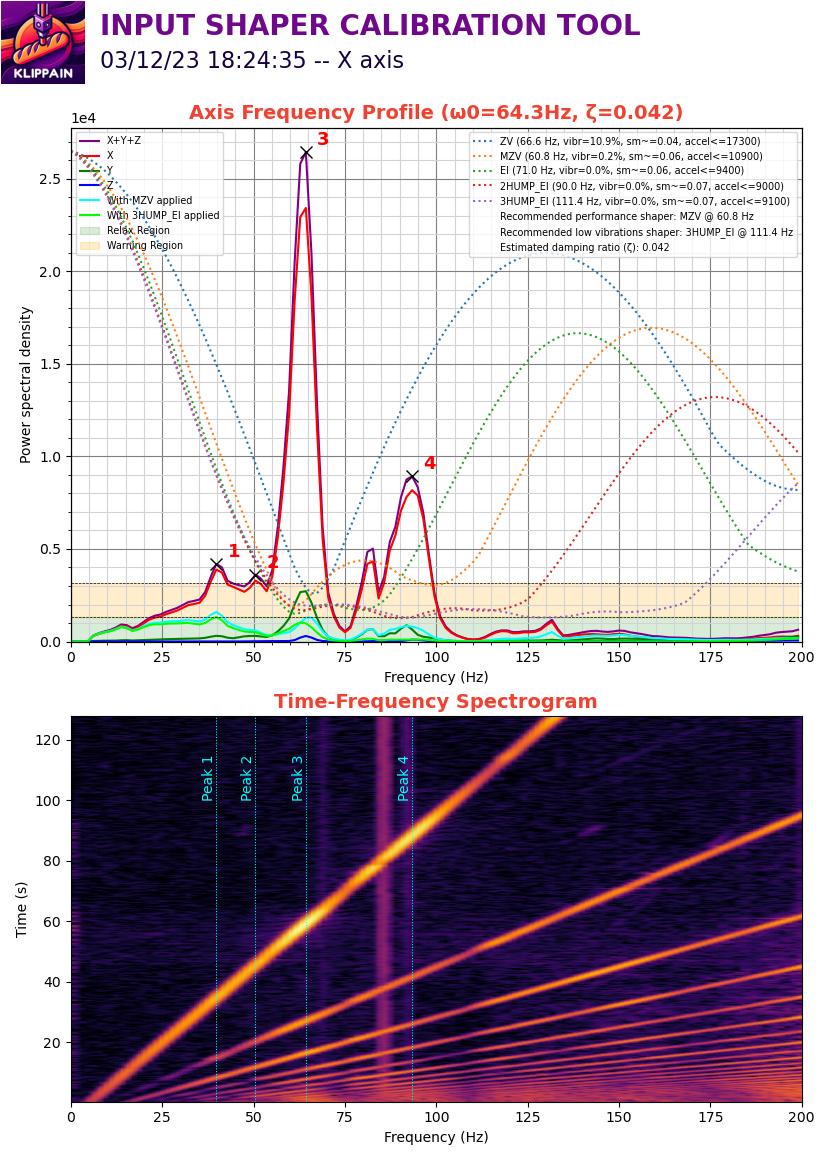 INPUT SHAPER CALIBRATION TOOL
03/12/23 18:24:35 -- X axis
KLIPPAIN
Axis Frequency Profile (ω0=64.3Hz, ζ=0.042)
1e4
X+Y+Z
X
Y
Z
With MZV applied
With 3HUMP_EI applied
Relax Region
Warning Region
ZV (66.6 Hz, vibr=10.9%, sm~=0.04, accel<=17300)
MZV (60.8 Hz, vibr=0.2%, sm~=0.06, accel<=10900)
EI (71.0 Hz, vibr=0.0%, sm~=0.06, accel<=9400)
2HUMP_EI (90.0 Hz, vibr=0.0%, sm~=0.07, accel<=9000)
3HUMP_EI (111.4 Hz, vibr=0.0%, sm~=0.07, accel<=9100)
Recommended performance shaper: MZV @ 60.8 Hz
Recommended low vibrations shaper: 3HUMP_EI @ 111.4 Hz
Estimated damping ratio (ζ): 0.042
3
4
1
2
Power spectral density
2.5
2.0
1.5
1.0
0.5
0.0
0 25 50 75 100 125 150 175 200
Frequency (Hz)
Time-Frequency Spectrogram
Peak 1
Peak 2
Peak 3
Peak 4
Time (s)
120
100
80
60
40
20
0 25 50 75 100 125 150 175 200
Frequency (Hz)